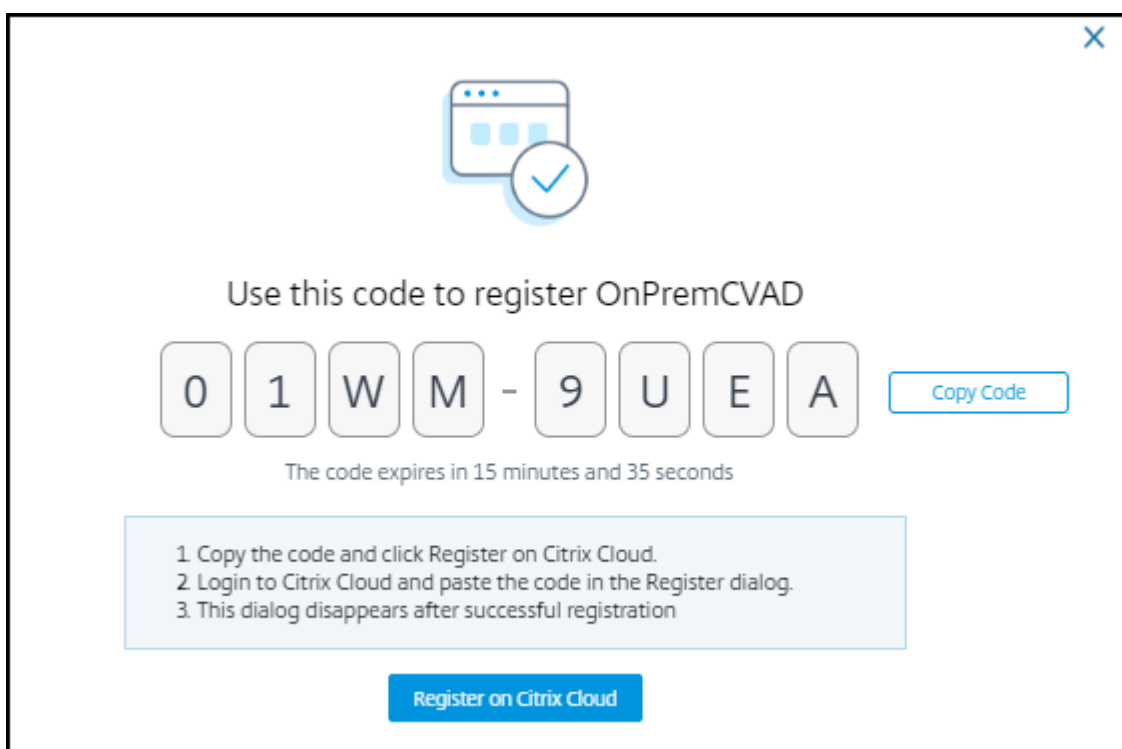 Use this code to register OnPremCVAD
0 1 W M - 9 U E A
Copy Code
The code expires in 15 minutes and 35 seconds
1. Copy the code and click Register on Citrix Cloud.
2. Login to Citrix Cloud and paste the code in the Register dialog.
3. This dialog disappears after successful registration
Register on Citrix Cloud